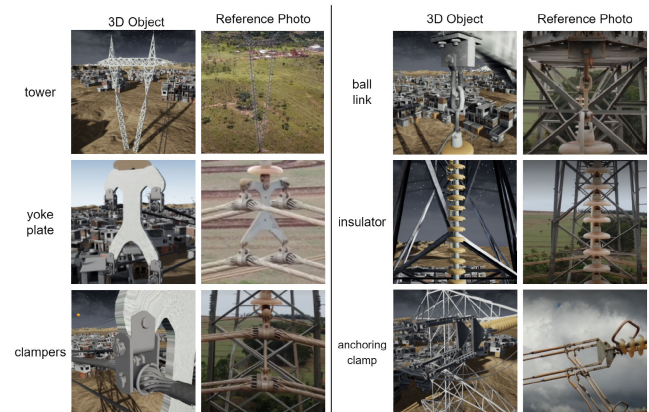 3D Object Reference Photo
tower
yoke
plate
clampers
3D Object Reference Photo
ball
link
insulator
anchoring
clamp